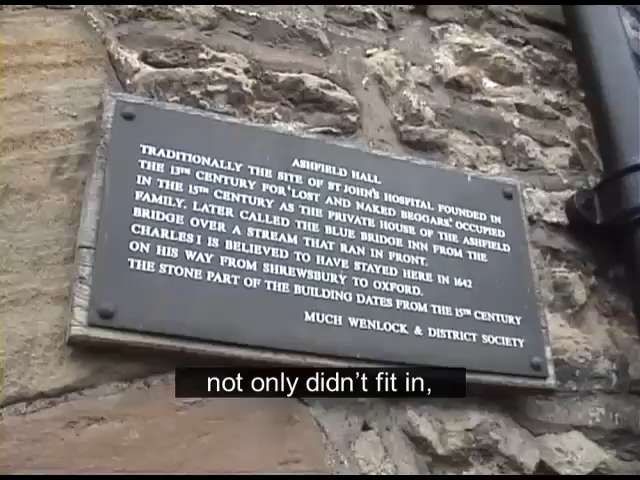 ASHFIELD HALL
TRADITIONALLY THE SITE OF ST JOHN'S HOSPITAL FOUNDED IN
THE 13TH CENTURY FOR 'LOST AND NAKED BEGGARS'. OCCUPIED
IN THE 15TH CENTURY AS THE PRIVATE HOUSE OF THE ASHFIELD
FAMILY. LATER CALLED THE BLUE BRIDGE INN FROM THE
BRIDGE OVER A STREAM THAT RAN IN FRONT.
CHARLES I IS BELIEVED TO HAVE STAYED HERE IN 1642
ON HIS WAY FROM SHREWSBURY TO OXFORD.
THE STONE PART OF THE BUILDING DATES FROM THE 15TH CENTURY
MUCH WENLOCK & DISTRICT SOCIETY
not only didn't fit in,